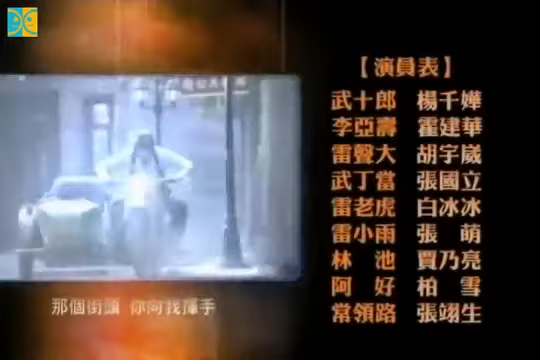 【演員表】
武十郎 楊千嬅
李亞壽 霍建華
雷聲大 胡宇崴
武丁當 張國立
雷老虎 白冰冰
雷小雨 張 萌
林 池 賈乃亮
阿 好 柏 雪
常領路 張翊生
那個街頭 你向我揮手